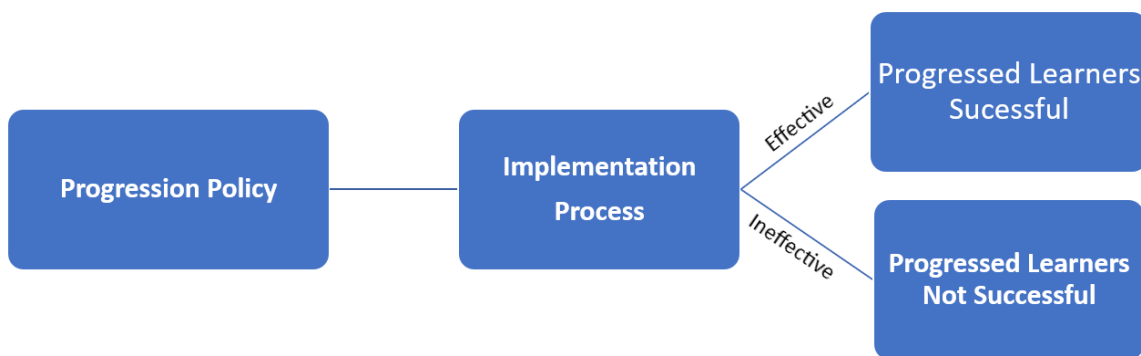 Progression Policy
Implementation
Process
Effective
Ineffective
Progressed Learners
Sucessful
Progressed Learners
Not Successful